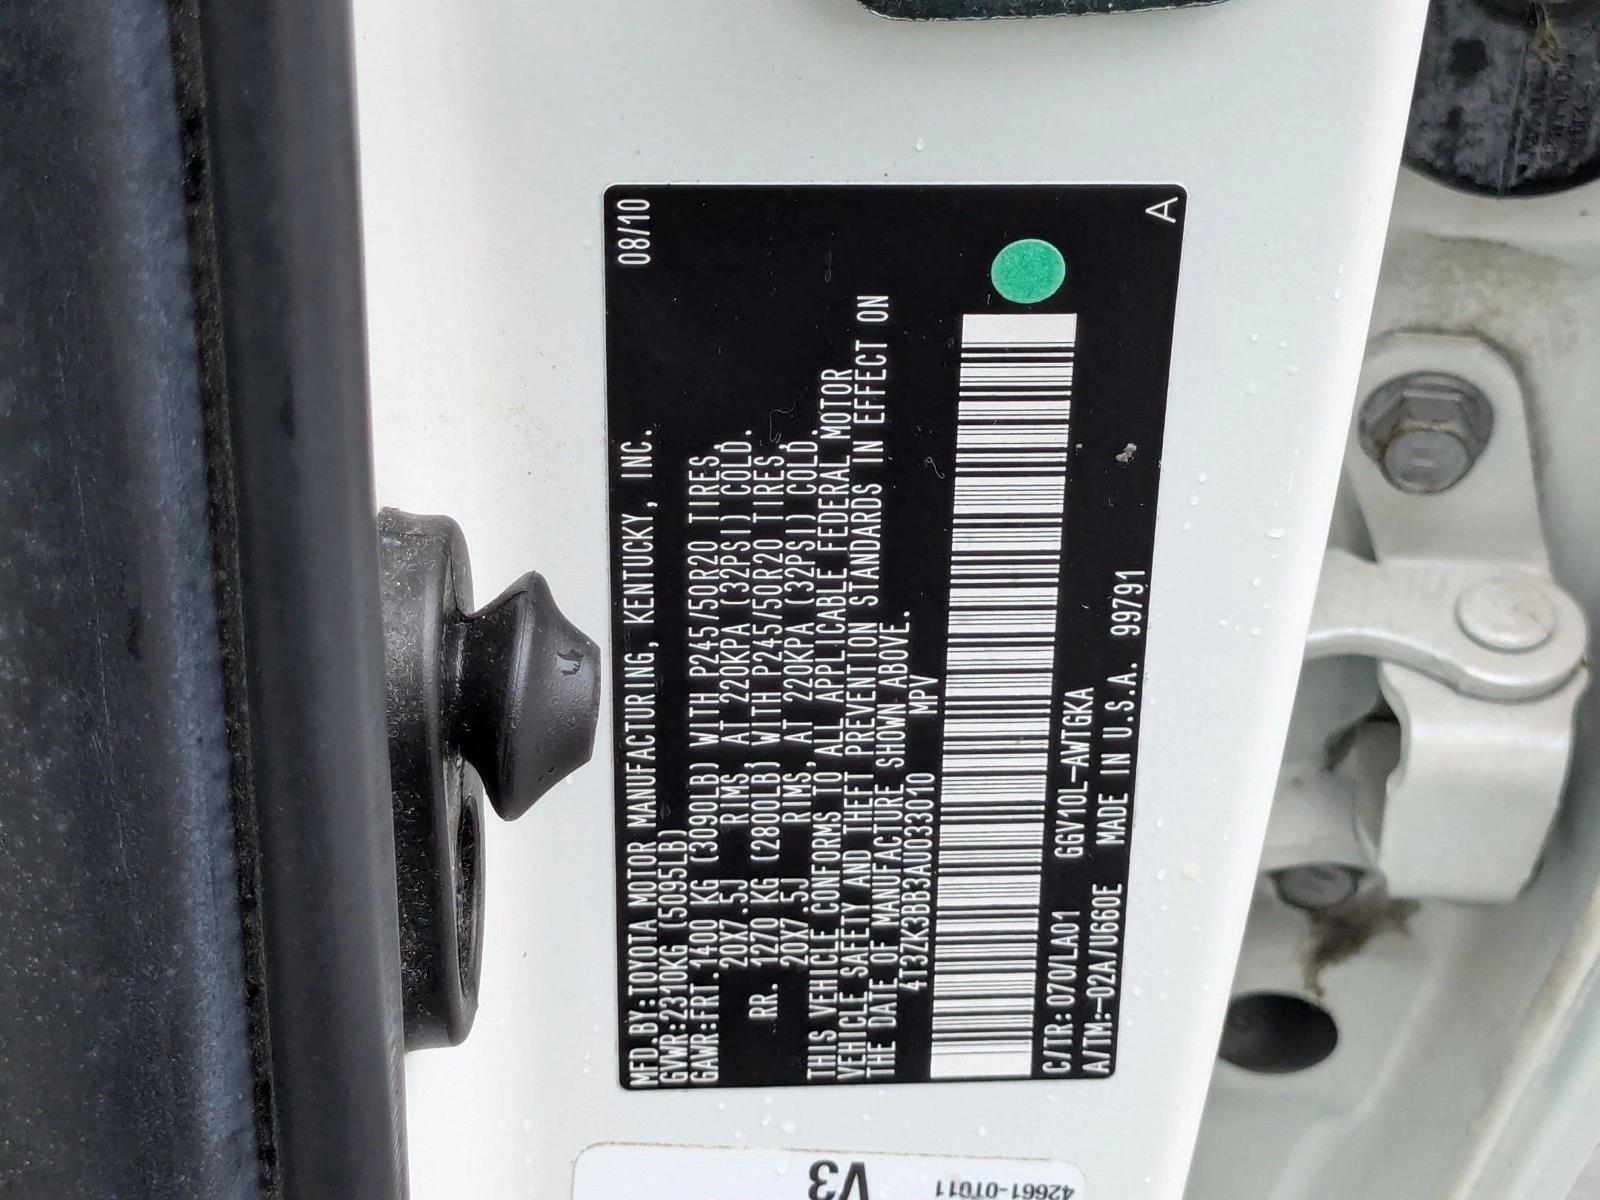 MFD.BY:TOYOTA MOTOR MANUFACTURING, KENTUCKY, INC. 08/10
GVWR:2310KG (5095LB)
GAWR:FRT.1400 KG (3090LB) WITH P245/50R20 TIRES
20X7.5J RIMS, AT 220KPA (32PSI) COLD.
RR. 1270 KG (2800LB) WITH P245/50R20 TIRES,
20X7.5J RIMS, AT 220KPA (32PSI) COLD.
THIS VEHICLE CONFORMS TO ALL APPLICABLE FEDERAL MOTOR
VEHICLE SAFETY AND THEFT PREVENTION STANDARDS IN EFFECT ON
THE DATE OF MANUFACTURE SHOWN ABOVE.
4T3ZK3BB3AU033010 MPV
C/TR:070/LA01 GGV10L-AWTGKA
A/TM:-02A/U660E MADE IN U.S.A. 99791 A
V3
42661-0T011